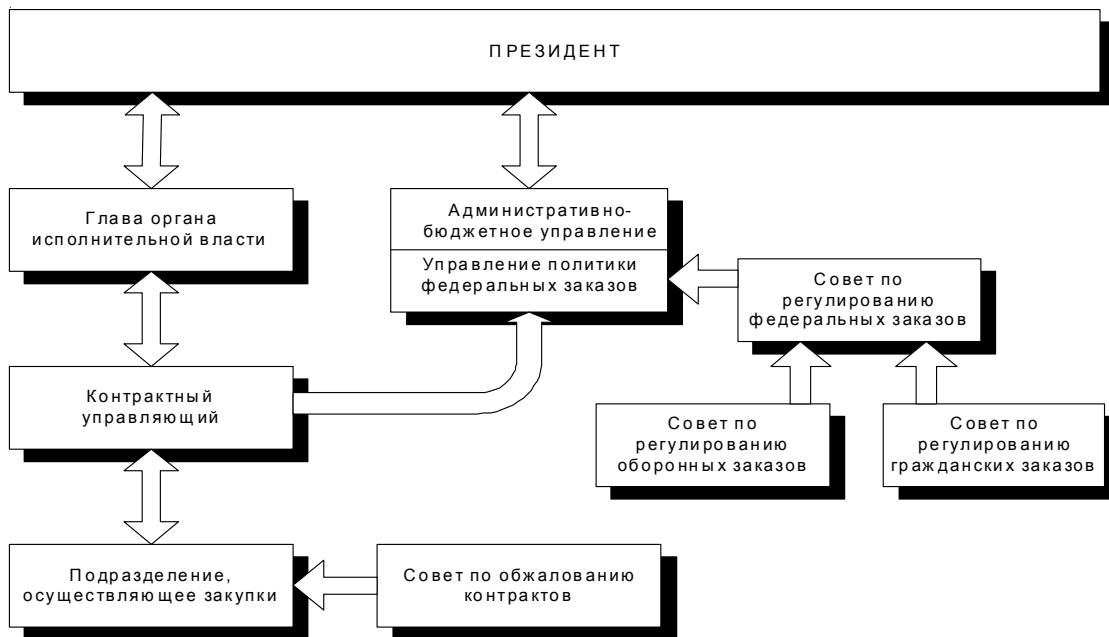 ПРЕЗИДЕНТ
Глава органа
исполнительной власти
Административно-
бюджетное управление
Управление политики
федеральных заказов
Совет по
регулированию
федеральных заказов
Контрактный
управляющий
Совет по
регулированию
оборонных заказов
Совет по
регулированию
гражданских заказов
Подразделение,
осуществляющее закупки
Совет по обжалованию
контрактов